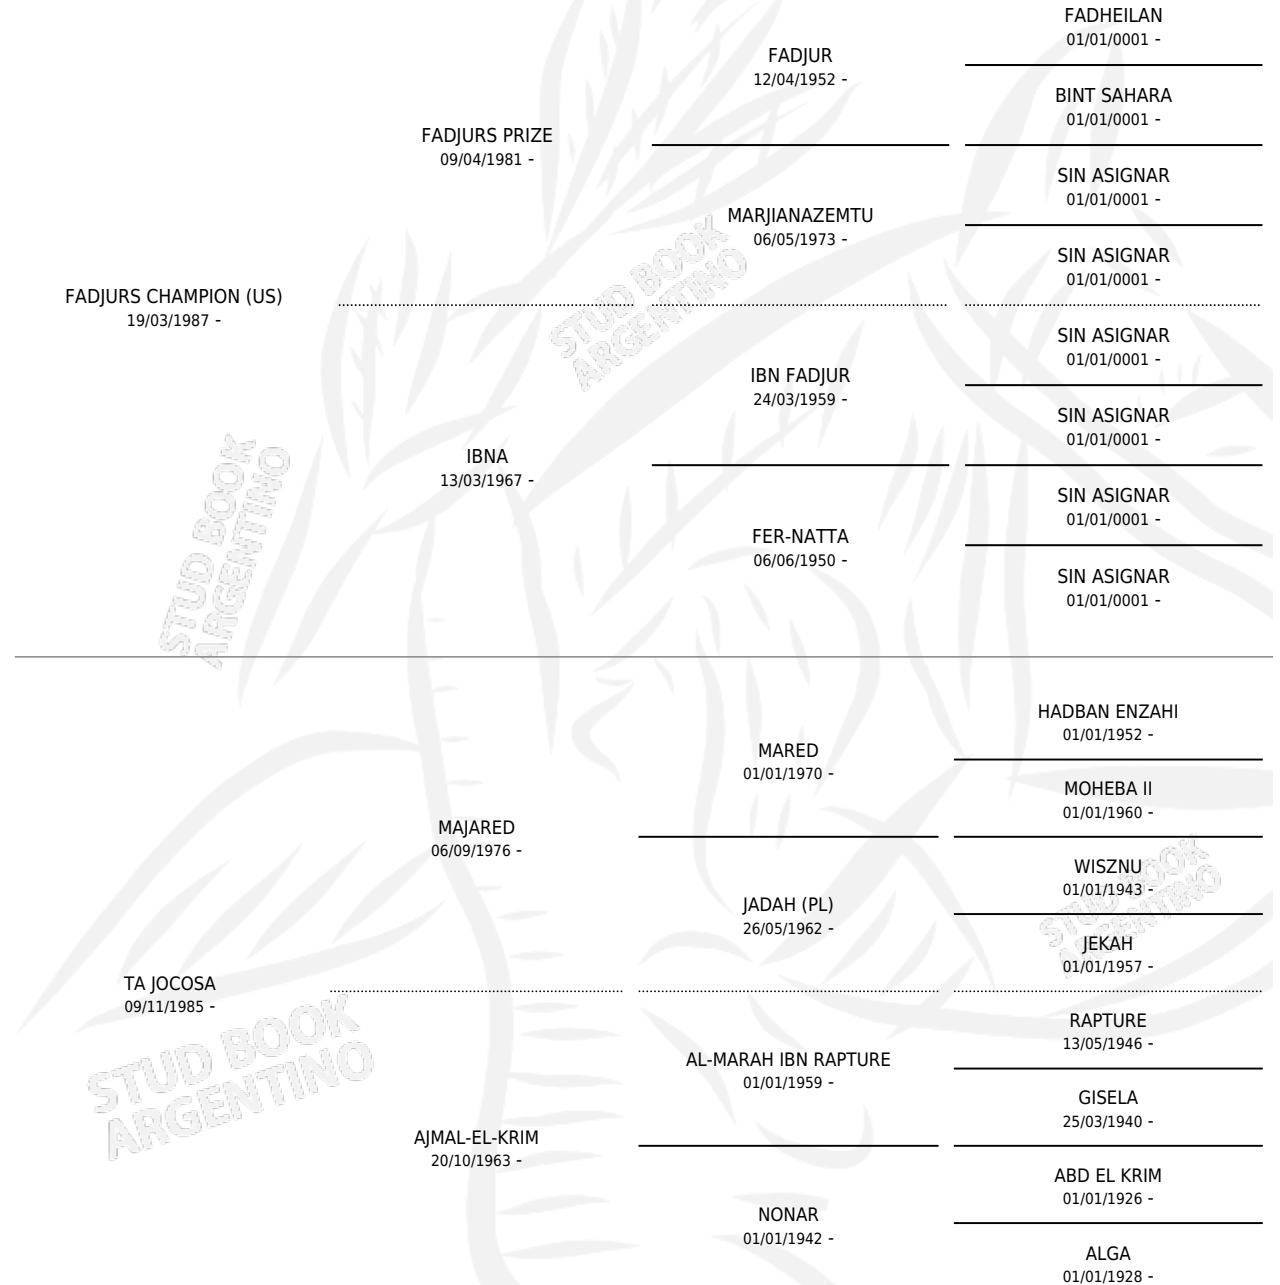 FADHEILAN
01/01/0001 -
FADJUR
12/04/1952 -
BINT SAHARA
01/01/0001 -
FADJURS PRIZE
09/04/1981 -
SIN ASIGNAR
01/01/0001 -
MARJIANAZEMTU
06/05/1973 -
SIN ASIGNAR
01/01/0001 -
FADJURS CHAMPION (US)
19/03/1987 -
SIN ASIGNAR
01/01/0001 -
IBN FADJUR
24/03/1959 -
SIN ASIGNAR
01/01/0001 -
IBNA
13/03/1967 -
SIN ASIGNAR
01/01/0001 -
FER-NATTA
06/06/1950 -
SIN ASIGNAR
01/01/0001 -
STUD BOOK
ARGENTINO
STUD BOOK
ARGENTINO
HADBAN ENZAHI
01/01/1952 -
MARED
01/01/1970 -
MOHEBA II
01/01/1960 -
MAJARED
06/09/1976 -
WISZNU
01/01/1943 -
JADAH (PL)
26/05/1962 -
JEKAH
01/01/1957 -
TA JOCOSA
09/11/1985 -
RAPTURE
13/05/1946 -
AL-MARAH IBN RAPTURE
01/01/1959 -
GISELA
25/03/1940 -
AJMAL-EL-KRIM
20/10/1963 -
ABD EL KRIM
01/01/1926 -
NONAR
01/01/1942 -
ALGA
01/01/1928 -
STUD BOOK
ARGENTINO
STUD BOOK
ARGENTINO